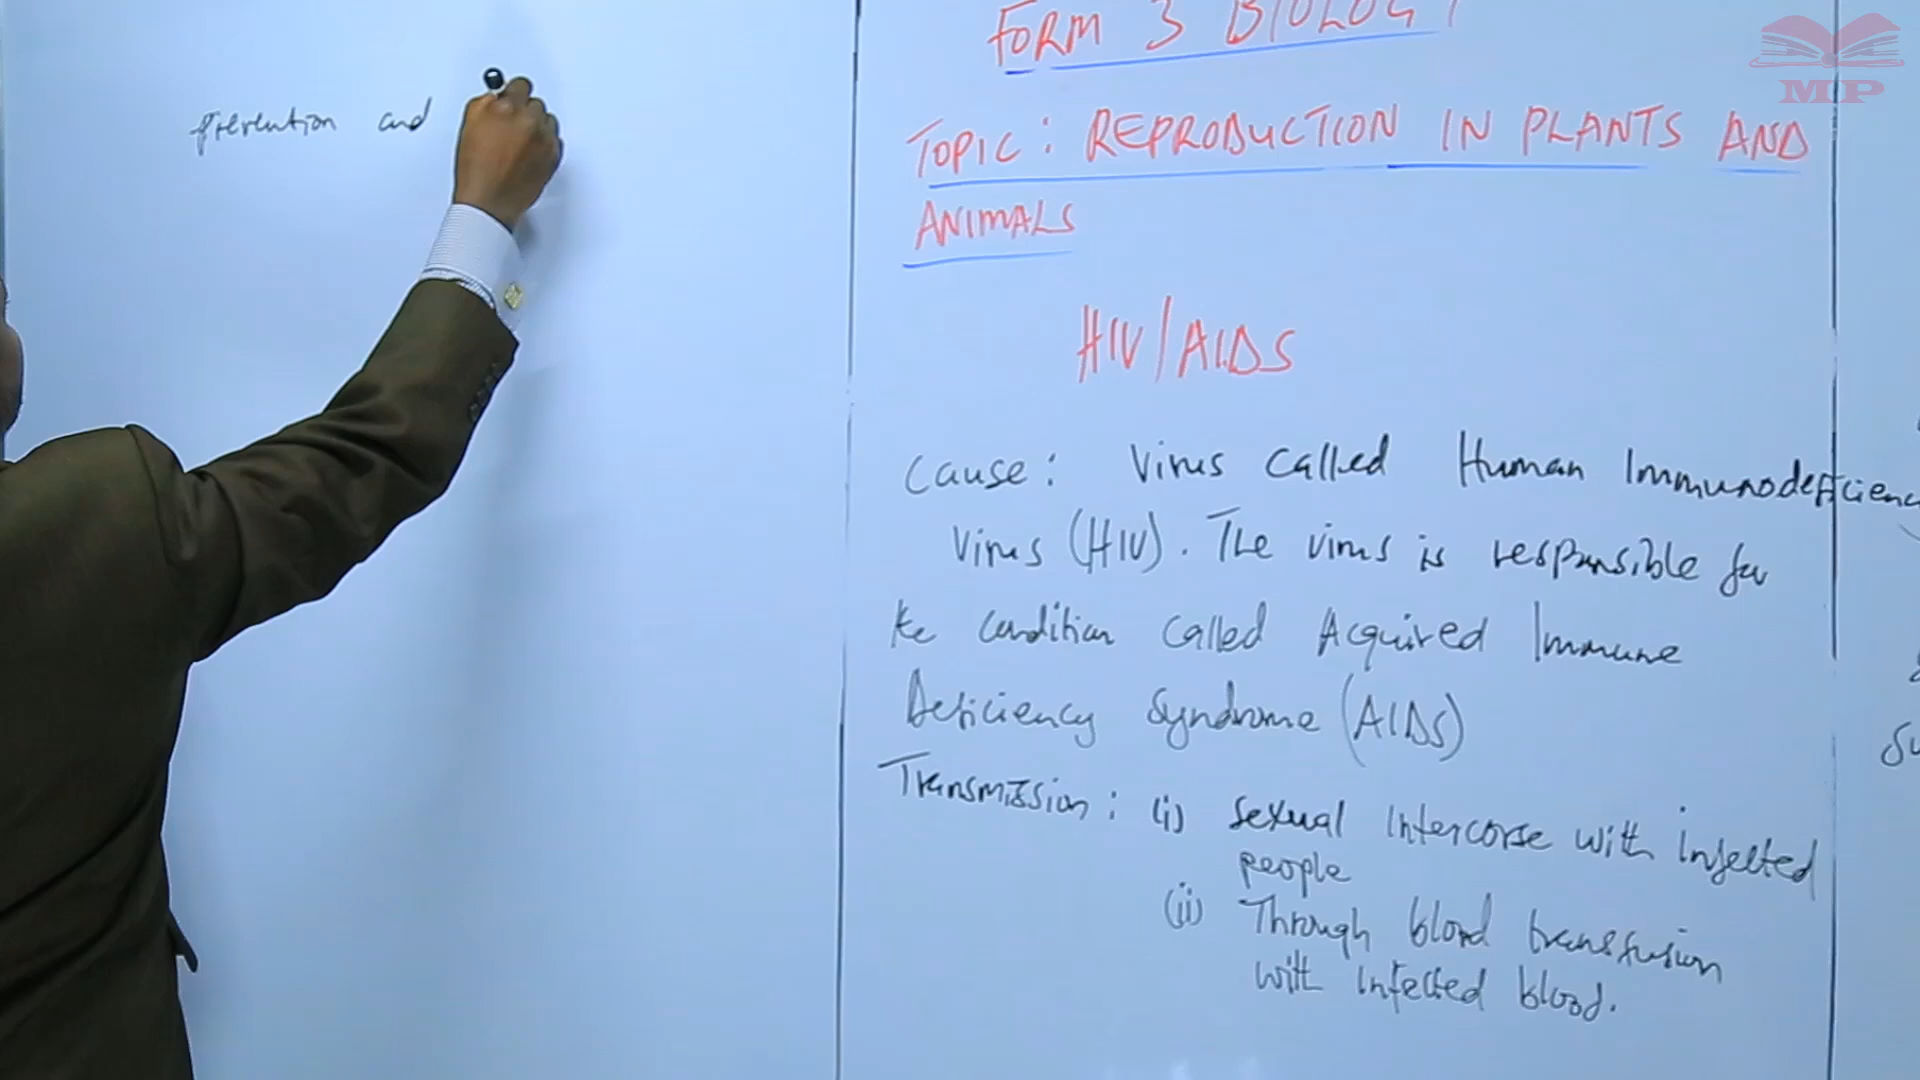 prevention and
FORM 3 BIOLOGY
TOPIC: REPRODUCTION IN PLANTS AND
ANIMALS
HIV/AIDS
Cause: Virus called Human Immunodeficiency
Virus (HIV). The virus is responsible for
the condition called Acquired Immune
Deficiency Syndrome (AIDS)
Transmission: (i) Sexual Intercorse with infected
people
(ii) Through blood transfusion
with infected blood.
MP